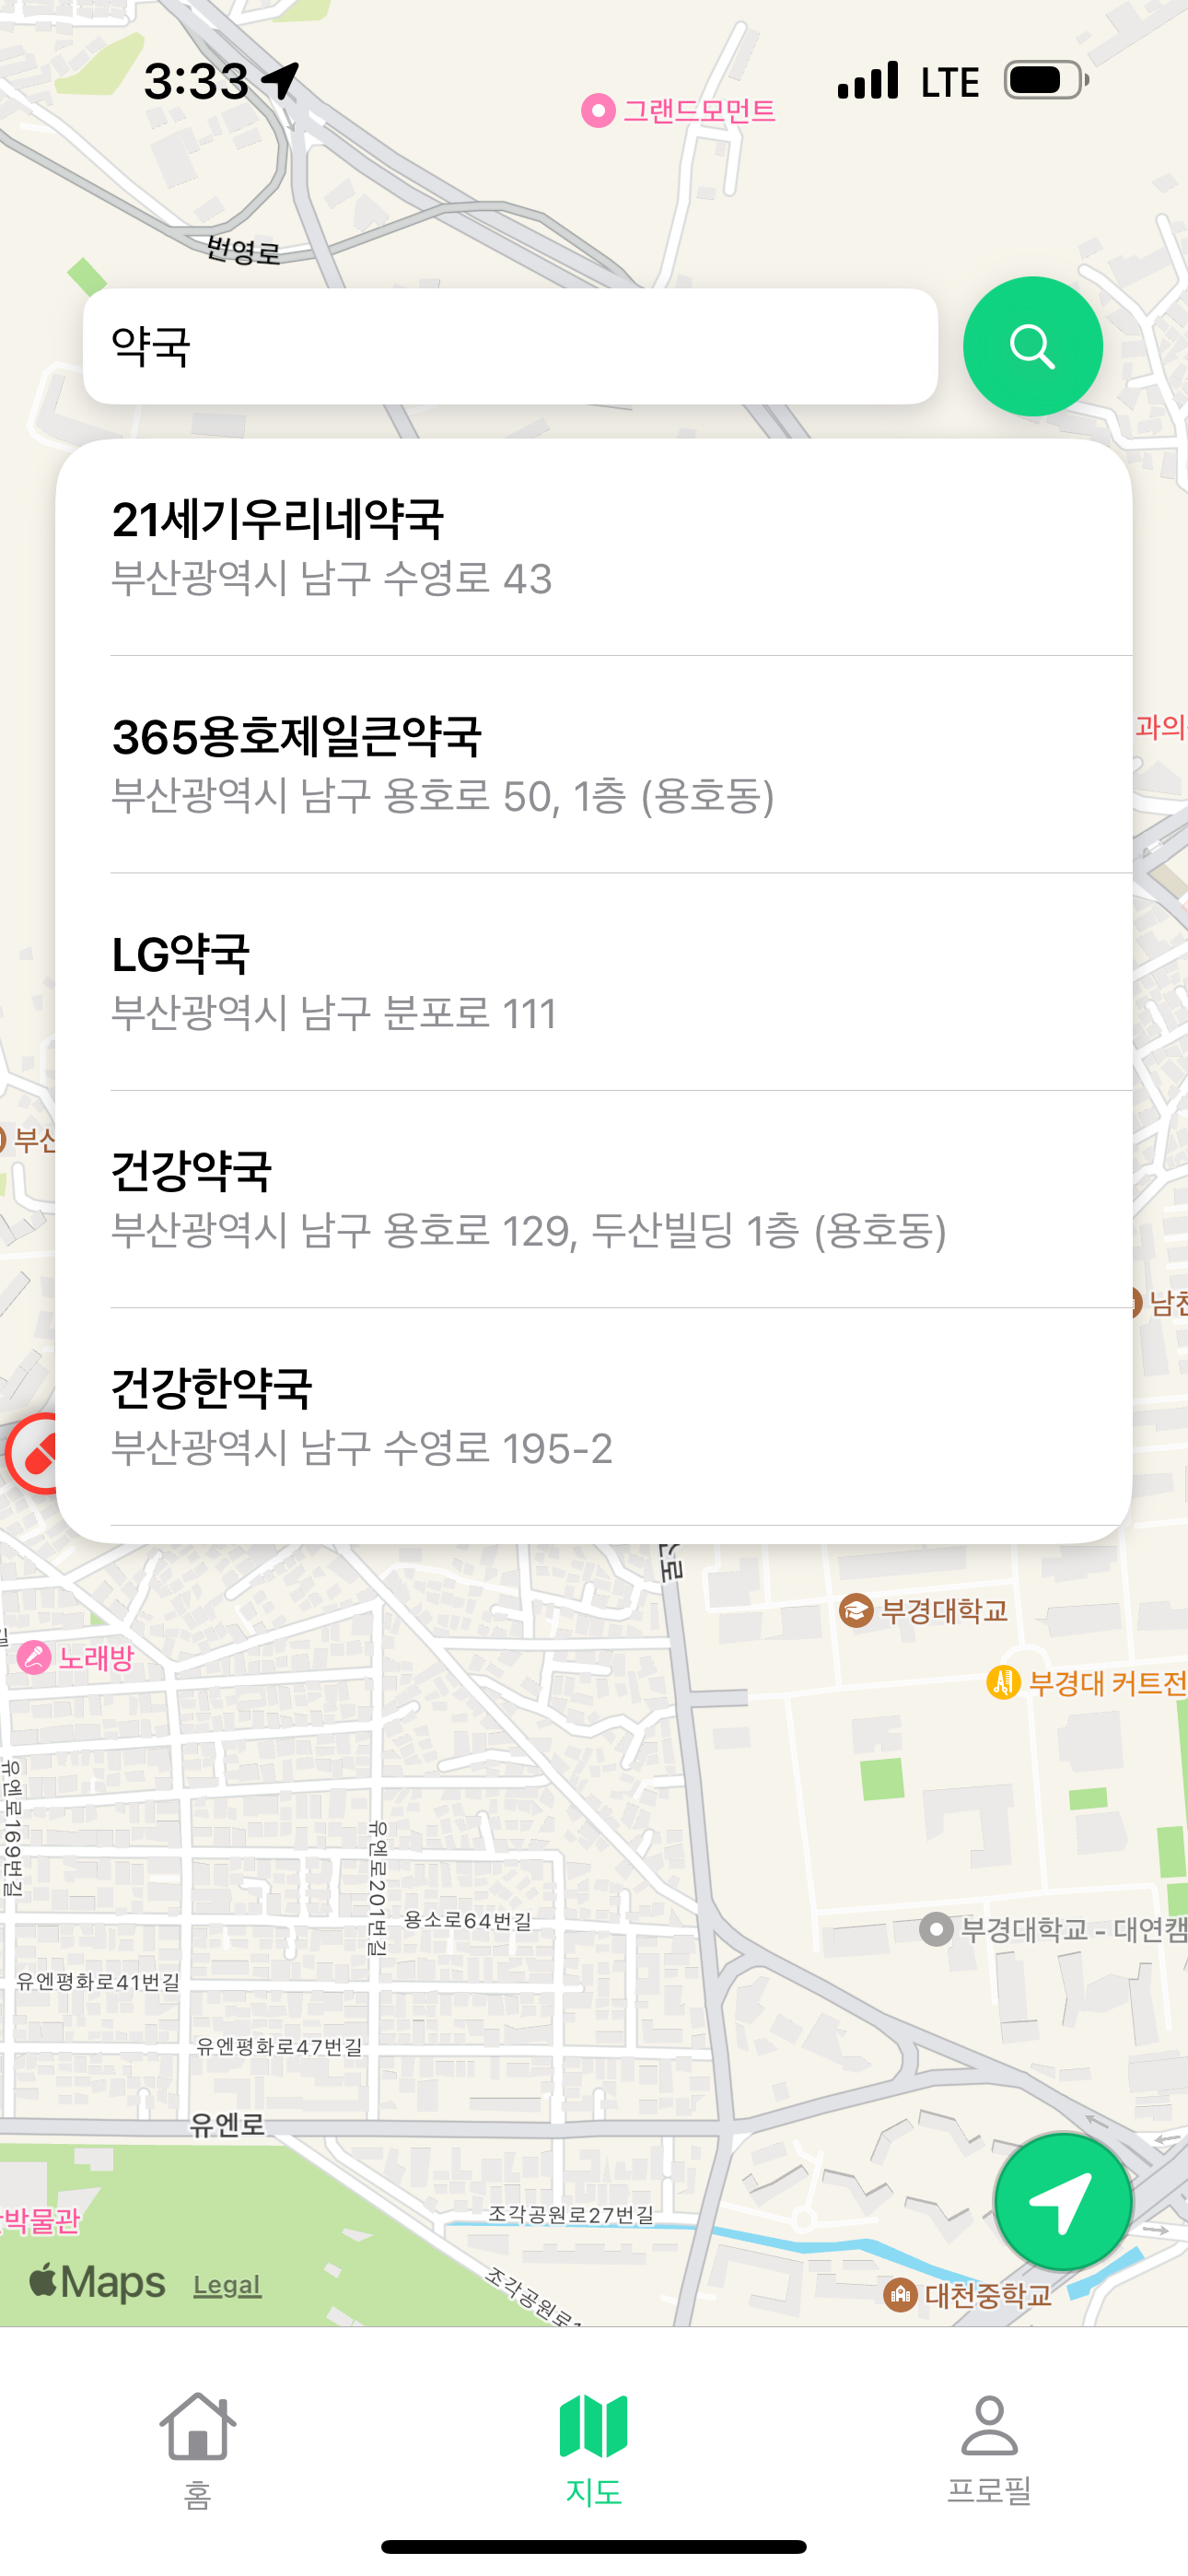 3:33
LTE
그랜드모먼트
번영로
약국
21세기우리네약국
부산광역시 남구 수영로 43
365용호제일큰약국
부산광역시 남구 용호로 50, 1층 (용호동)
과의
LG약국
부산광역시 남구 분포로 111
부산
건강약국
부산광역시 남구 용호로 129, 두산빌딩 1층 (용호동)
남천
건강한약국
부산광역시 남구 수영로 195-2
부경대학교
노래방
부경대 커트전
유엔로169번길
유엔로201번길
용소로64번길
부경대학교 - 대연캠
유엔평화로41번길
유엔평화로47번길
유엔로
조각공원로27번길
박물관
Maps
Legal
조각공원로
대천중학교
홈
지도
프로필